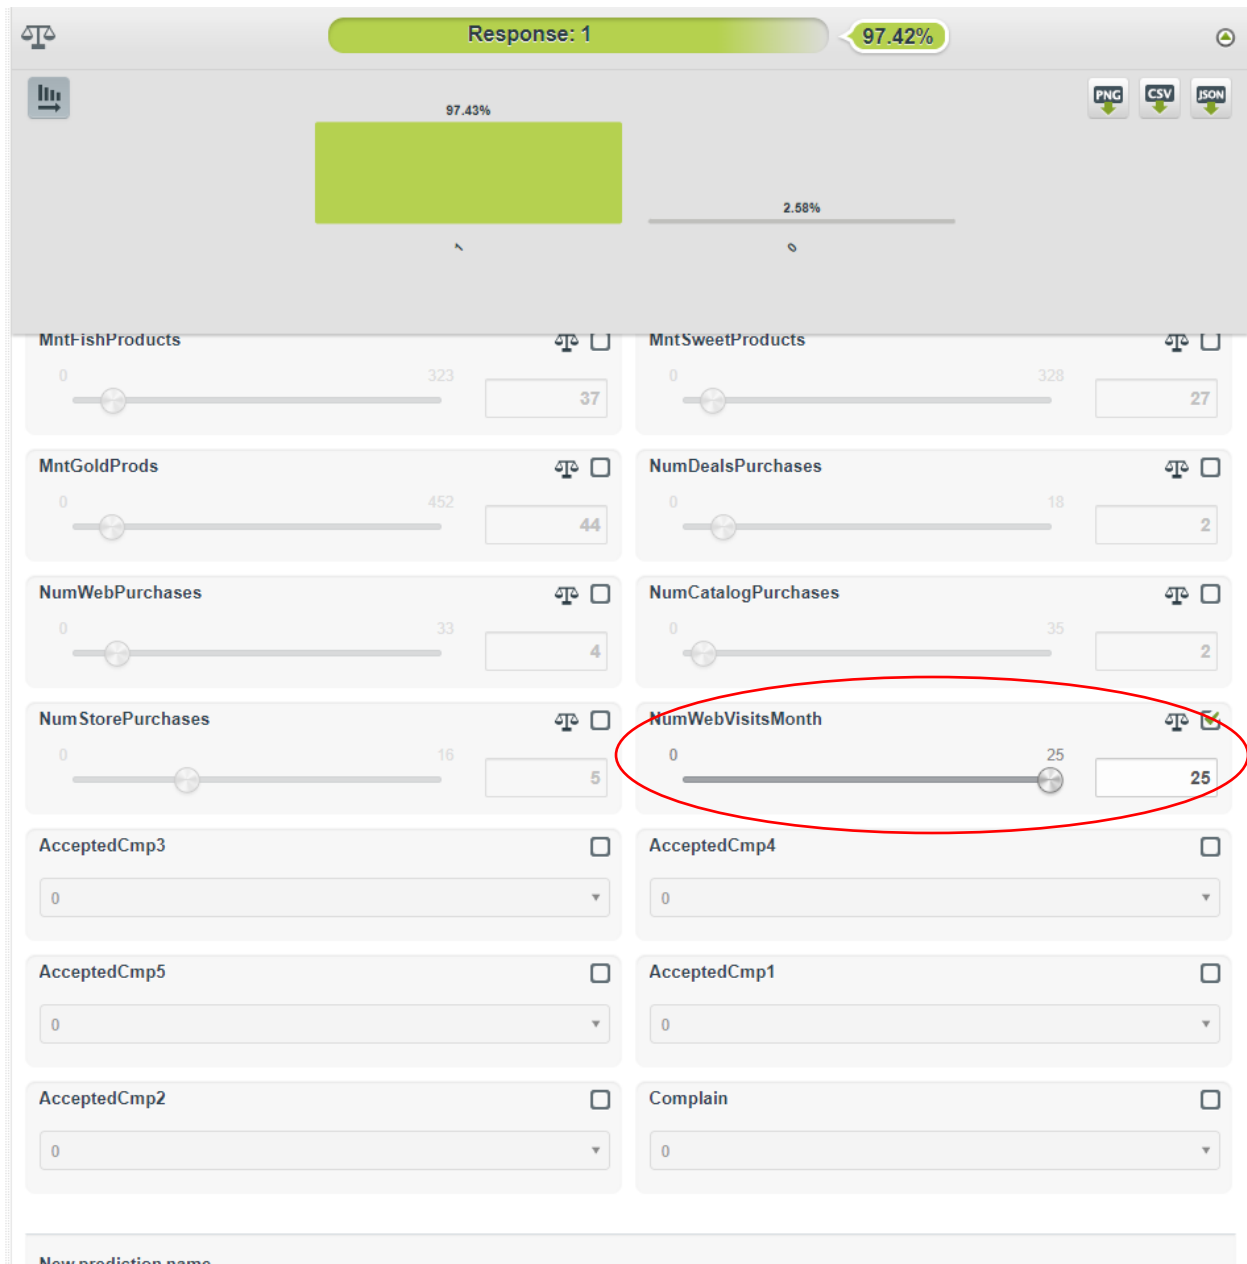 Response: 1
97.42%
PNG CSV JSON
97.43%
2.58%
1 0
MntFishProducts MntSweetProducts
0 323 37 0 328 27
MntGoldProds NumDealsPurchases
0 452 44 0 18 2
NumWebPurchases NumCatalogPurchases
0 33 4 0 35 2
NumStorePurchases NumWebVisitsMonth
0 16 5 0 25 25
AcceptedCmp3 AcceptedCmp4
0 0
AcceptedCmp5 AcceptedCmp1
0 0
AcceptedCmp2 Complain
0 0
New prediction name